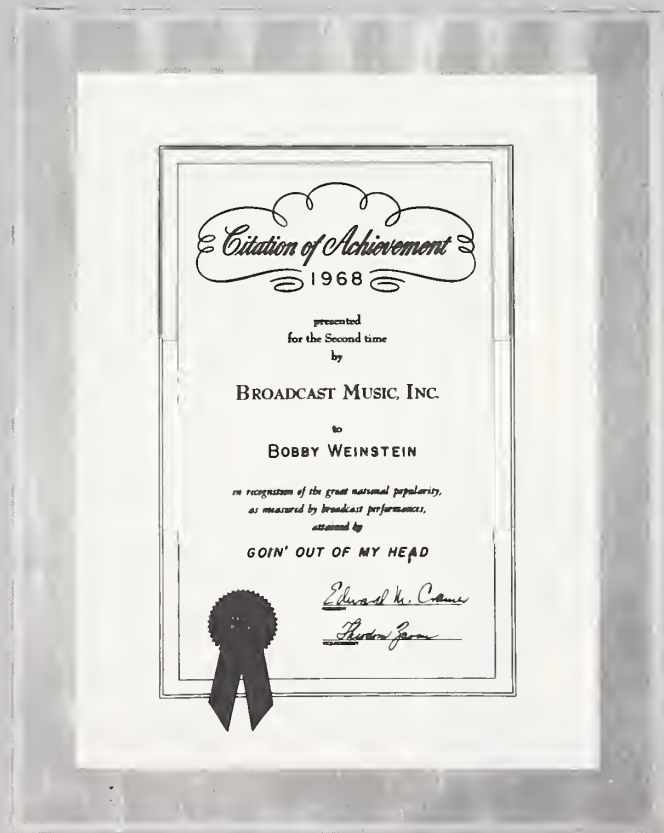 Citation of Achievement
1968
presented
for the Second time
by
BROADCAST MUSIC, INC.
to
BOBBY WEINSTEIN
in recognition of the great national popularity,
as measured by broadcast performances,
attained by
GOIN' OUT OF MY HEAD
Edward M. Cramer